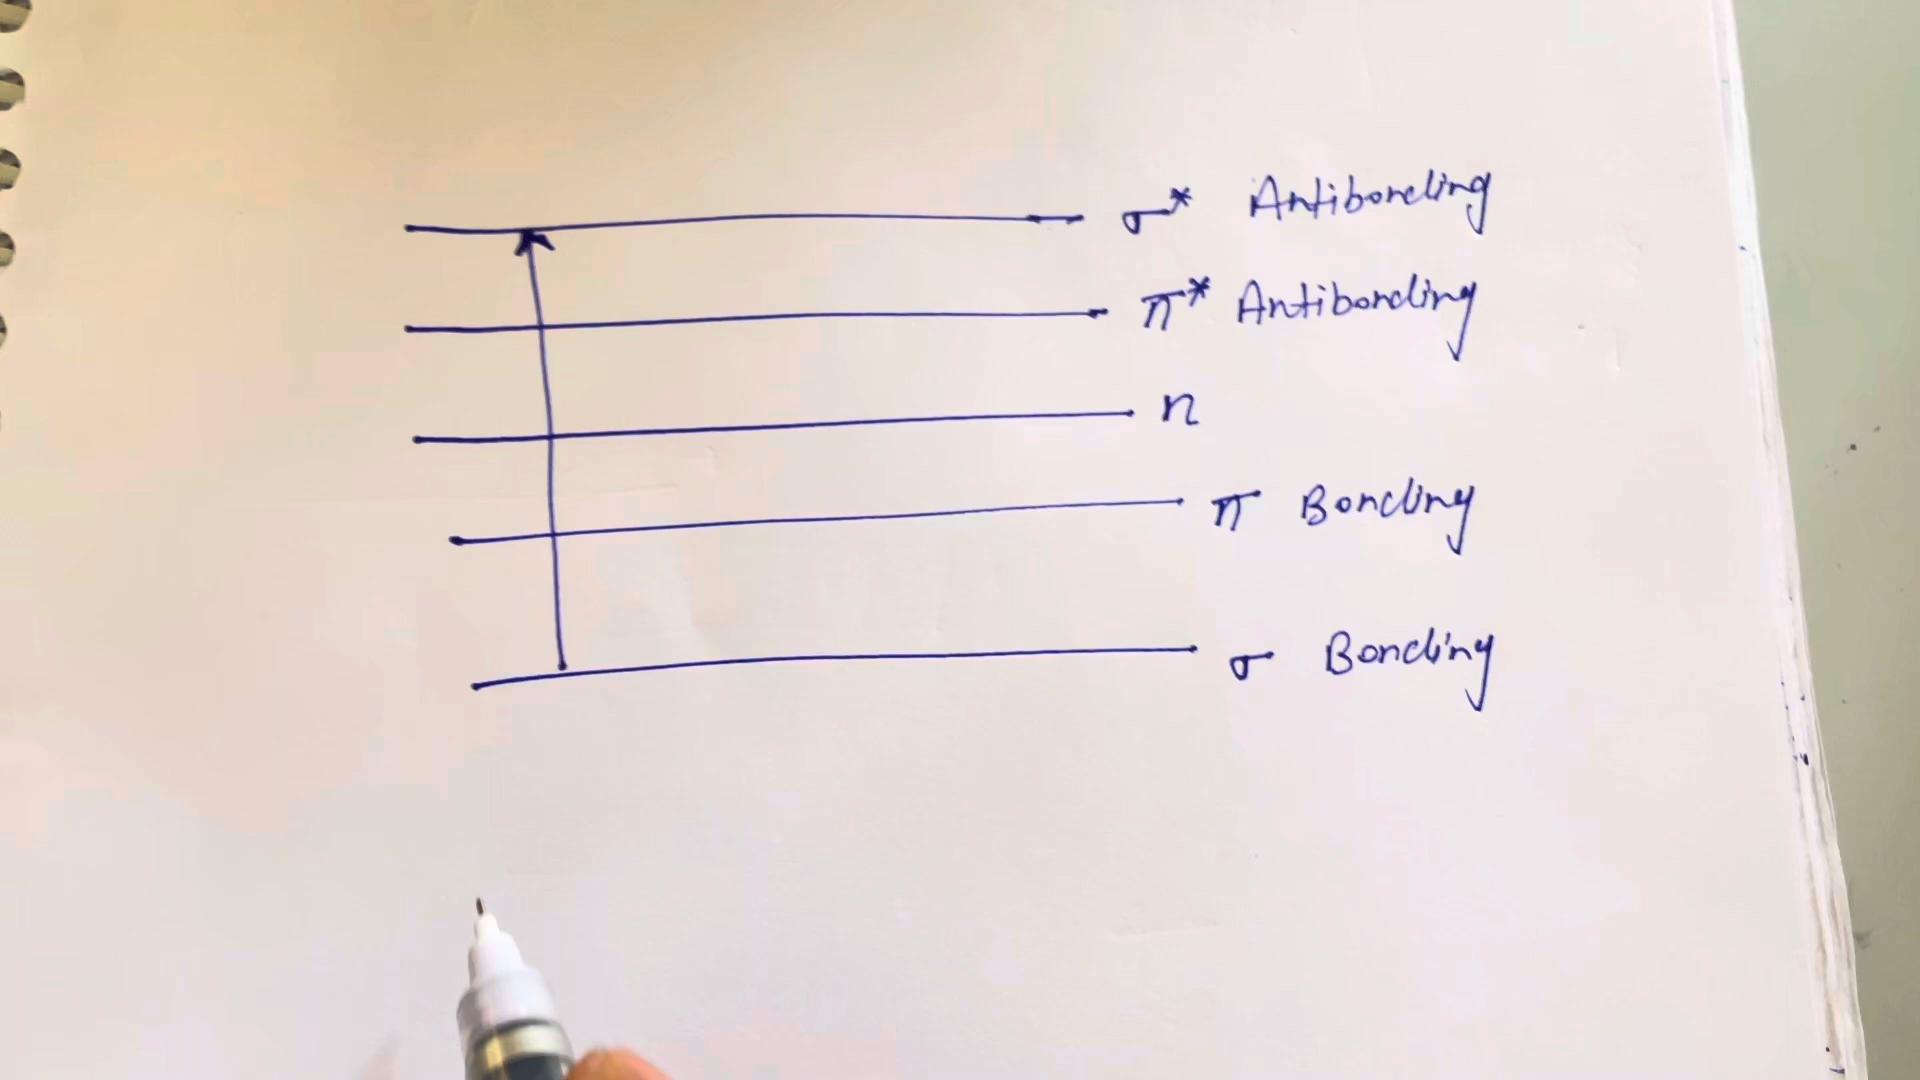 σ* Antibonding
π* Antibonding
n
π Bonding
σ Bonding